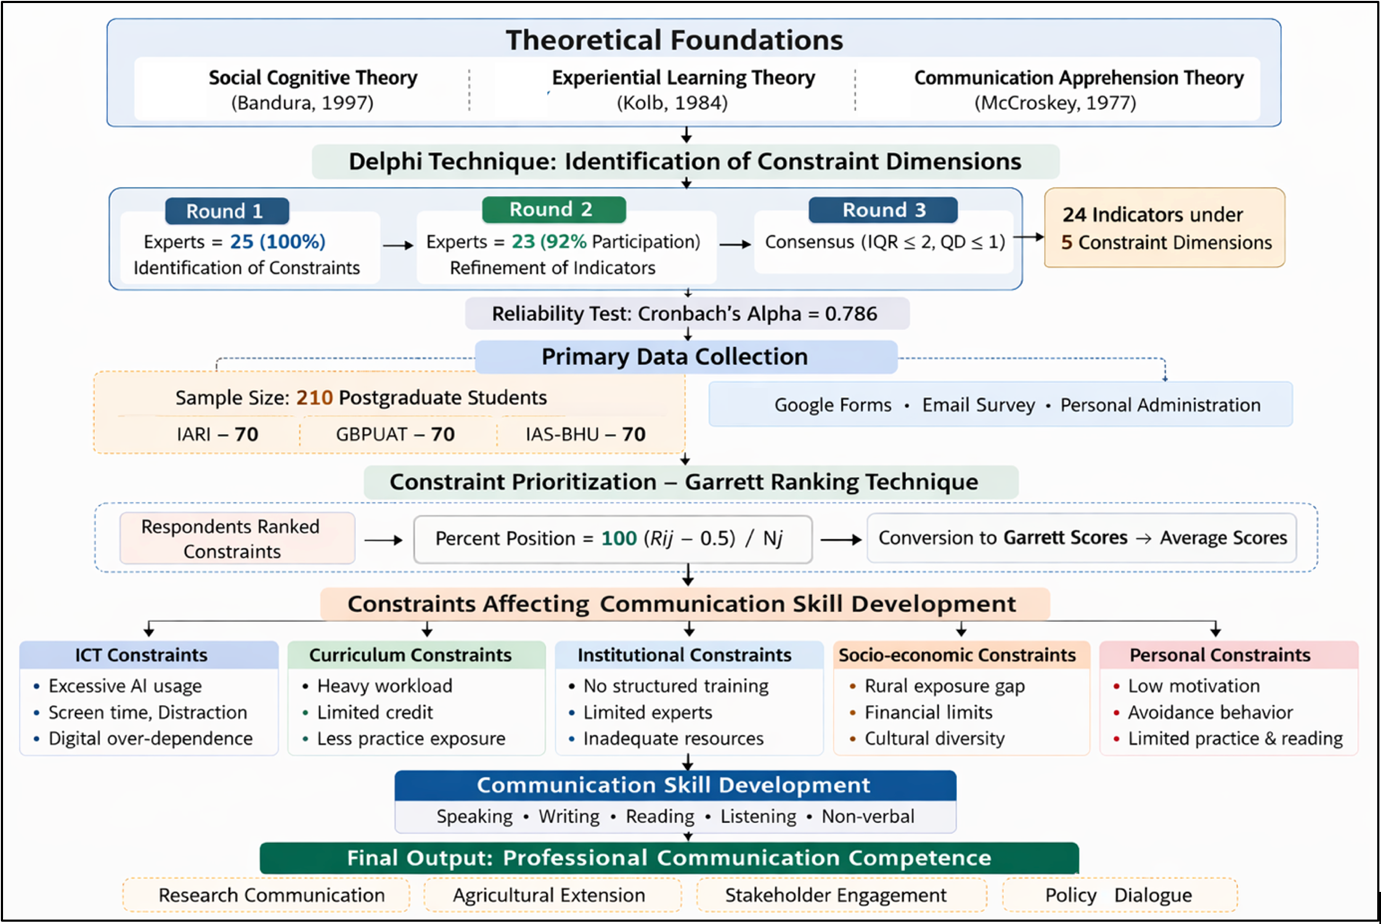 Theoretical Foundations
Social Cognitive Theory
(Bandura, 1997)
Experiential Learning Theory
(Kolb, 1984)
Communication Apprehension Theory
(McCroskey, 1977)
Delphi Technique: Identification of Constraint Dimensions
Round 1
Experts = 25 (100%)
Identification of Constraints
Round 2
Experts = 23 (92% Participation)
Refinement of Indicators
Round 3
Consensus (IQR ≤ 2, QD ≤ 1)
24 Indicators under
5 Constraint Dimensions
Reliability Test: Cronbach's Alpha = 0.786
Primary Data Collection
Sample Size: 210 Postgraduate Students
IARI – 70
GBPUAT – 70
IAS-BHU – 70
Google Forms • Email Survey • Personal Administration
Constraint Prioritization – Garrett Ranking Technique
Respondents Ranked
Constraints
Percent Position = 100 (Rij – 0.5) / Nj
Conversion to Garrett Scores → Average Scores
Constraints Affecting Communication Skill Development
ICT Constraints
• Excessive AI usage
• Screen time, Distraction
• Digital over-dependence
Curriculum Constraints
• Heavy workload
• Limited credit
• Less practice exposure
Institutional Constraints
• No structured training
• Limited experts
• Inadequate resources
Socio-economic Constraints
• Rural exposure gap
• Financial limits
• Cultural diversity
Personal Constraints
• Low motivation
• Avoidance behavior
• Limited practice & reading
Communication Skill Development
Speaking • Writing • Reading • Listening • Non-verbal
Final Output: Professional Communication Competence
Research Communication
Agricultural Extension
Stakeholder Engagement
Policy Dialogue